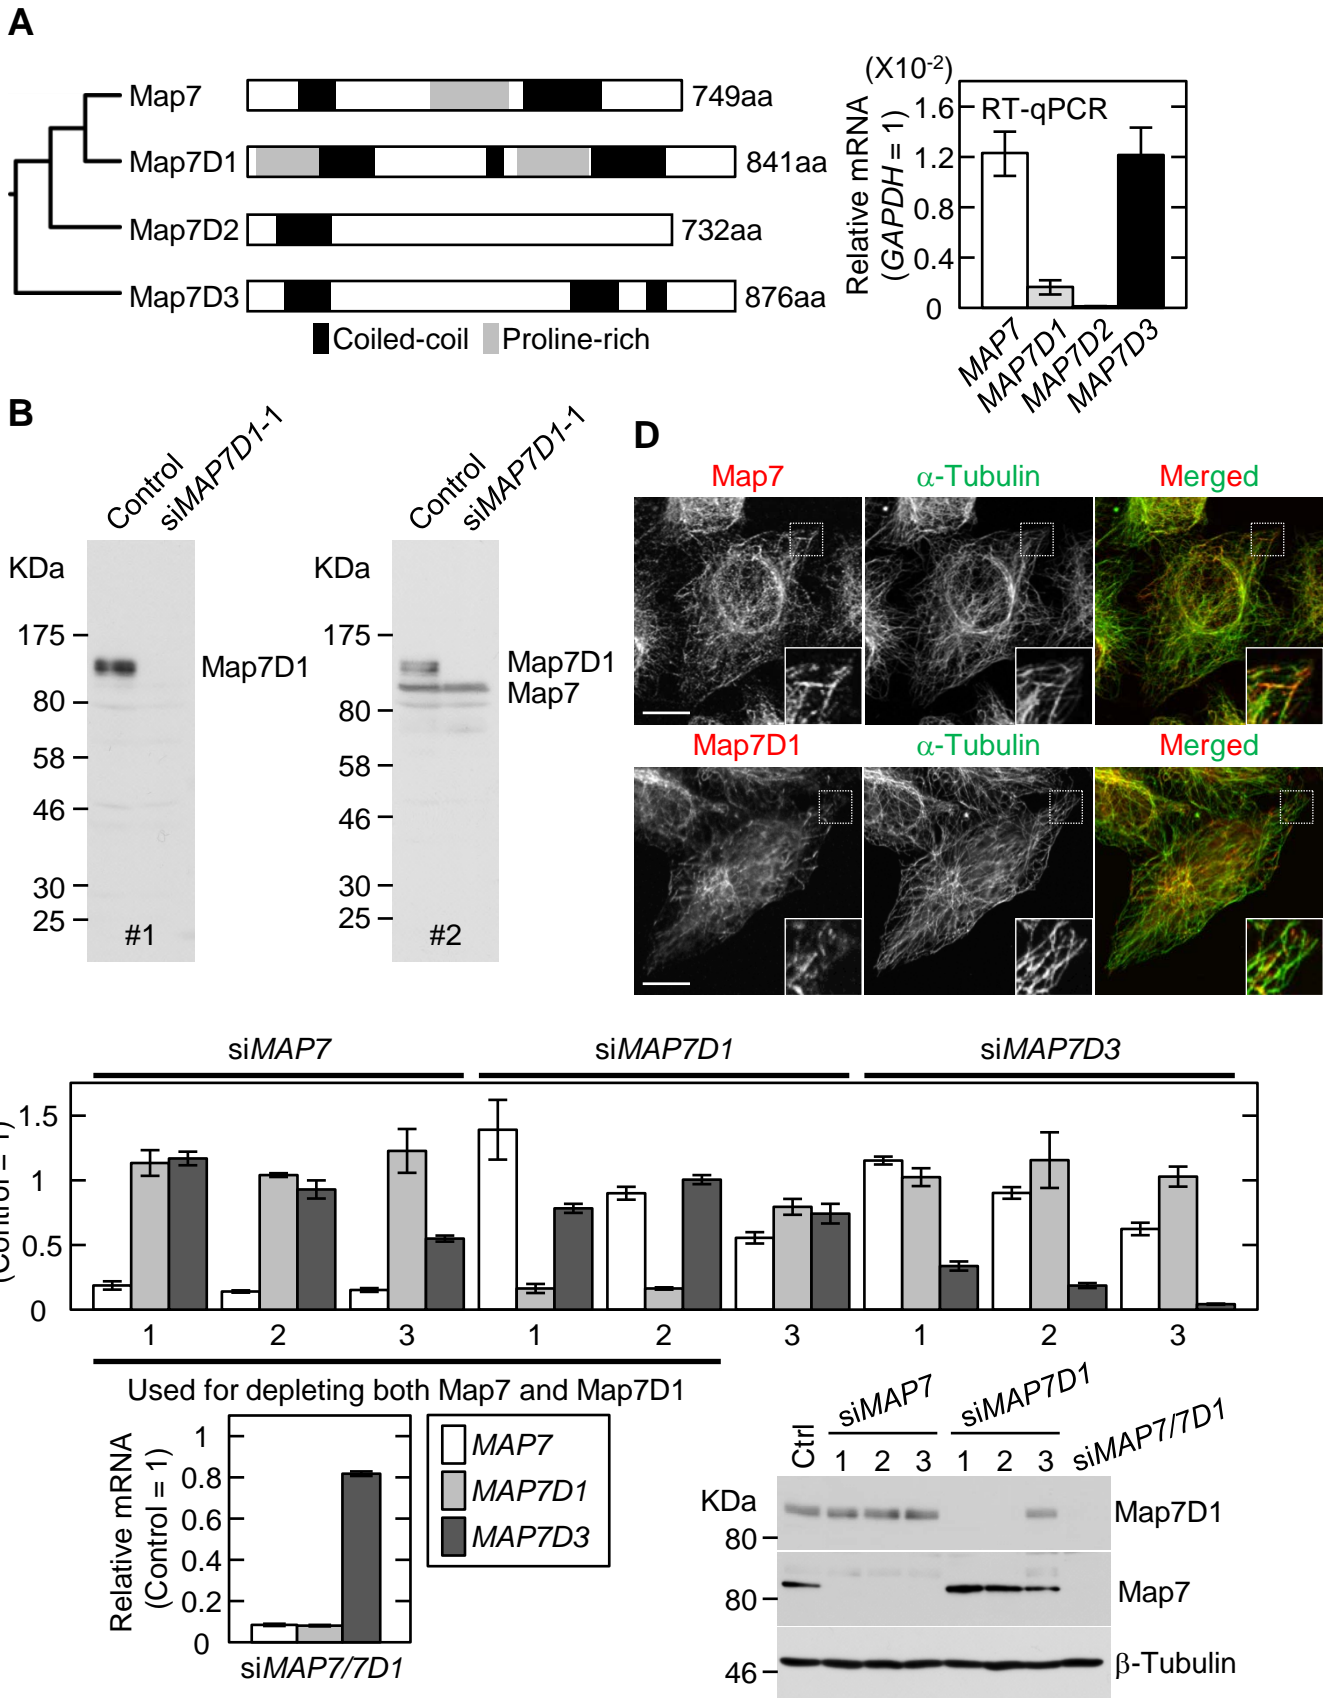 A
Map7
749aa
Map7D1
841aa
Map7D2
732aa
Map7D3
876aa
Coiled-coil
Proline-rich
(X10⁻²)
RT-qPCR
Relative mRNA
(GAPDH = 1)
1.6
1.2
0.8
0.4
0
MAP7
MAP7D1
MAP7D2
MAP7D3
B
Control
siMAP7D1-1
KDa
175
80
58
46
30
25
Map7D1
#1
Control
siMAP7D1-1
KDa
175
80
58
46
30
25
Map7D1
Map7
#2
D
Map7
α-Tubulin
Merged
Map7D1
α-Tubulin
Merged
siMAP7
siMAP7D1
siMAP7D3
(Control = 1)
1.5
1
0.5
0
1 2 3 1 2 3 1 2 3
Used for depleting both Map7 and Map7D1
Relative mRNA
(Control = 1)
1
0.8
0.6
0.4
0.2
0
siMAP7/7D1
MAP7
MAP7D1
MAP7D3
Ctrl
siMAP7
siMAP7D1
siMAP7/7D1
1 2 3 1 2 3
KDa
80
Map7D1
80
Map7
46
β-Tubulin